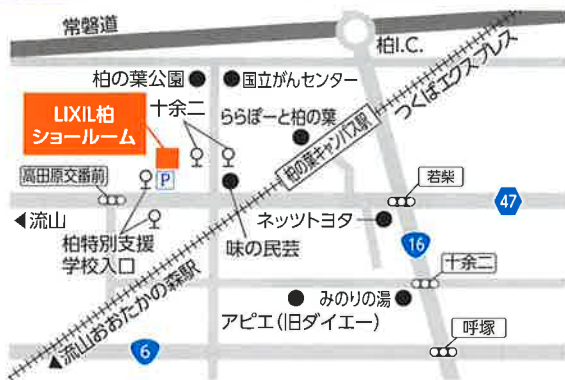 常磐道
柏I.C.
つくばエクスプレス
柏の葉公園
国立がんセンター
LIXIL柏
ショールーム
十余二
ららぽーと柏の葉
柏の葉キャンパス駅
高田原交番前
P
若柴
47
◀流山
ネッツトヨタ
16
柏特別支援
学校入口
味の民芸
十余二
みのりの湯
アピエ(旧ダイエー)
▲流山おおたかの森駅
6
呼塚